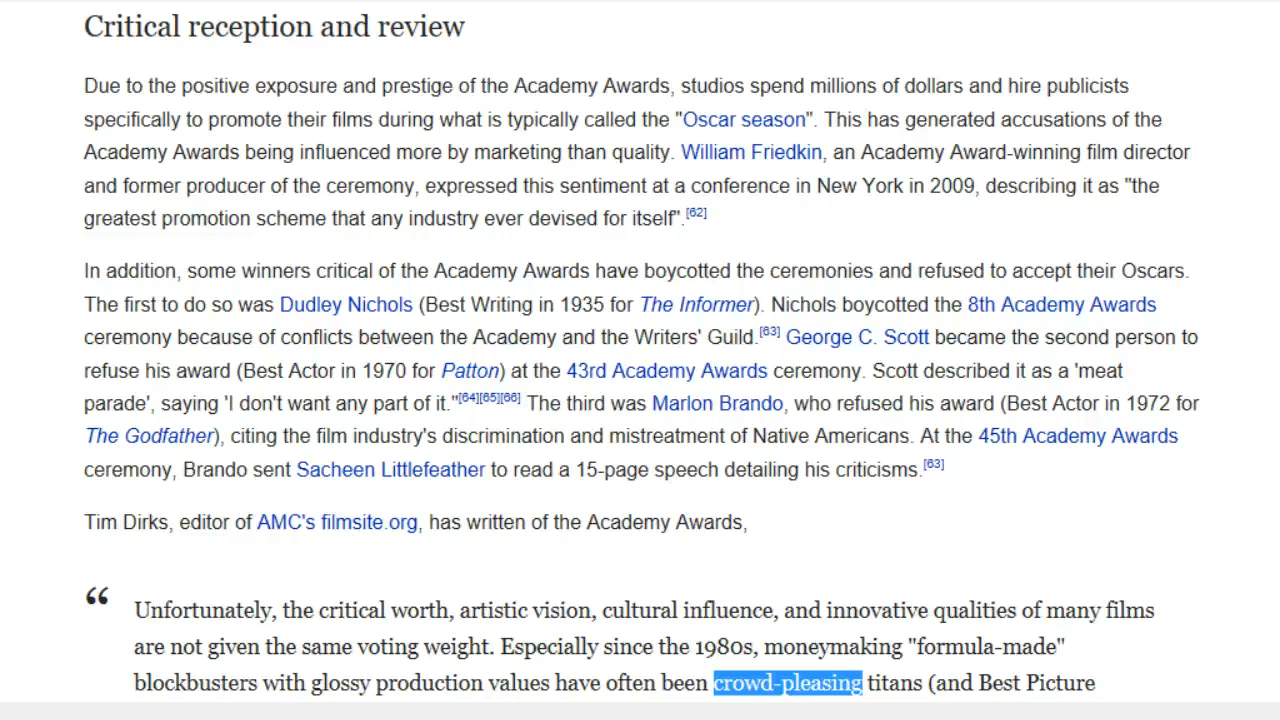 Critical reception and review
Due to the positive exposure and prestige of the Academy Awards, studios spend millions of dollars and hire publicists
specifically to promote their films during what is typically called the "Oscar season". This has generated accusations of the
Academy Awards being influenced more by marketing than quality. William Friedkin, an Academy Award-winning film director
and former producer of the ceremony, expressed this sentiment at a conference in New York in 2009, describing it as "the
greatest promotion scheme that any industry ever devised for itself".[62]
In addition, some winners critical of the Academy Awards have boycotted the ceremonies and refused to accept their Oscars.
The first to do so was Dudley Nichols (Best Writing in 1935 for The Informer). Nichols boycotted the 8th Academy Awards
ceremony because of conflicts between the Academy and the Writers' Guild.[63] George C. Scott became the second person to
refuse his award (Best Actor in 1970 for Patton) at the 43rd Academy Awards ceremony. Scott described it as a 'meat
parade', saying 'I don't want any part of it."[64][65][66] The third was Marlon Brando, who refused his award (Best Actor in 1972 for
The Godfather), citing the film industry's discrimination and mistreatment of Native Americans. At the 45th Academy Awards
ceremony, Brando sent Sacheen Littlefeather to read a 15-page speech detailing his criticisms.[63]
Tim Dirks, editor of AMC's filmsite.org, has written of the Academy Awards,
“ Unfortunately, the critical worth, artistic vision, cultural influence, and innovative qualities of many films
are not given the same voting weight. Especially since the 1980s, moneymaking "formula-made"
blockbusters with glossy production values have often been crowd-pleasing titans (and Best Picture